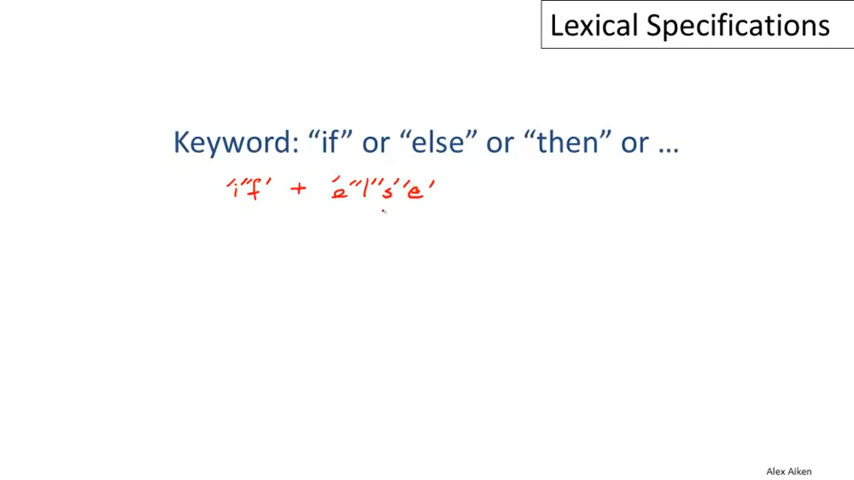 Lexical Specifications
Keyword: “if” or “else” or “then” or ...
'i''f' + 'e''l''s''e'
Alex Aiken